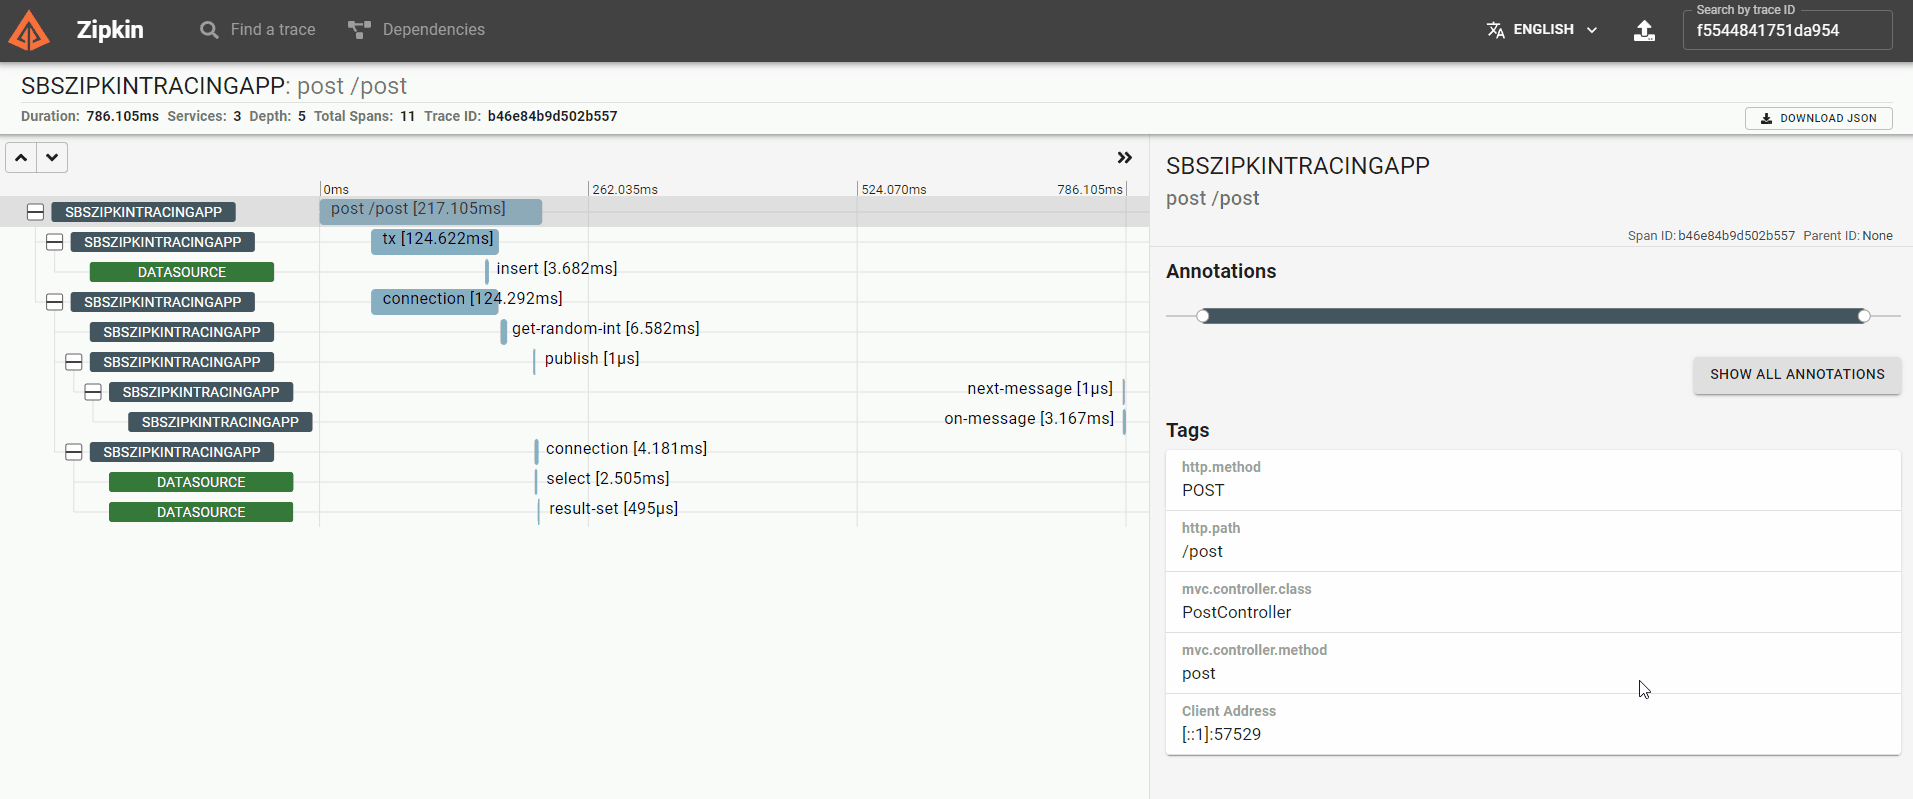 Zipkin
Find a trace
Dependencies
ENGLISH
Search by trace ID
f5544841751da954
SBSZIPKINTRACINGAPP: post /post
Duration: 786.105ms Services: 3 Depth: 5 Total Spans: 11 Trace ID: b46e84b9d502b557
DOWNLOAD JSON
0ms
262.035ms
524.070ms
786.105ms
SBSZIPKINTRACINGAPP
post /post [217.105ms]
SBSZIPKINTRACINGAPP
tx [124.622ms]
DATASOURCE
insert [3.682ms]
SBSZIPKINTRACINGAPP
connection [124.292ms]
SBSZIPKINTRACINGAPP
get-random-int [6.582ms]
SBSZIPKINTRACINGAPP
publish [1μs]
SBSZIPKINTRACINGAPP
next-message [1μs]
SBSZIPKINTRACINGAPP
on-message [3.167ms]
SBSZIPKINTRACINGAPP
connection [4.181ms]
DATASOURCE
select [2.505ms]
DATASOURCE
result-set [495μs]
SBSZIPKINTRACINGAPP
post /post
Span ID: b46e84b9d502b557 Parent ID: None
Annotations
SHOW ALL ANNOTATIONS
Tags
http.method
POST
http.path
/post
mvc.controller.class
PostController
mvc.controller.method
post
Client Address
[::1]:57529